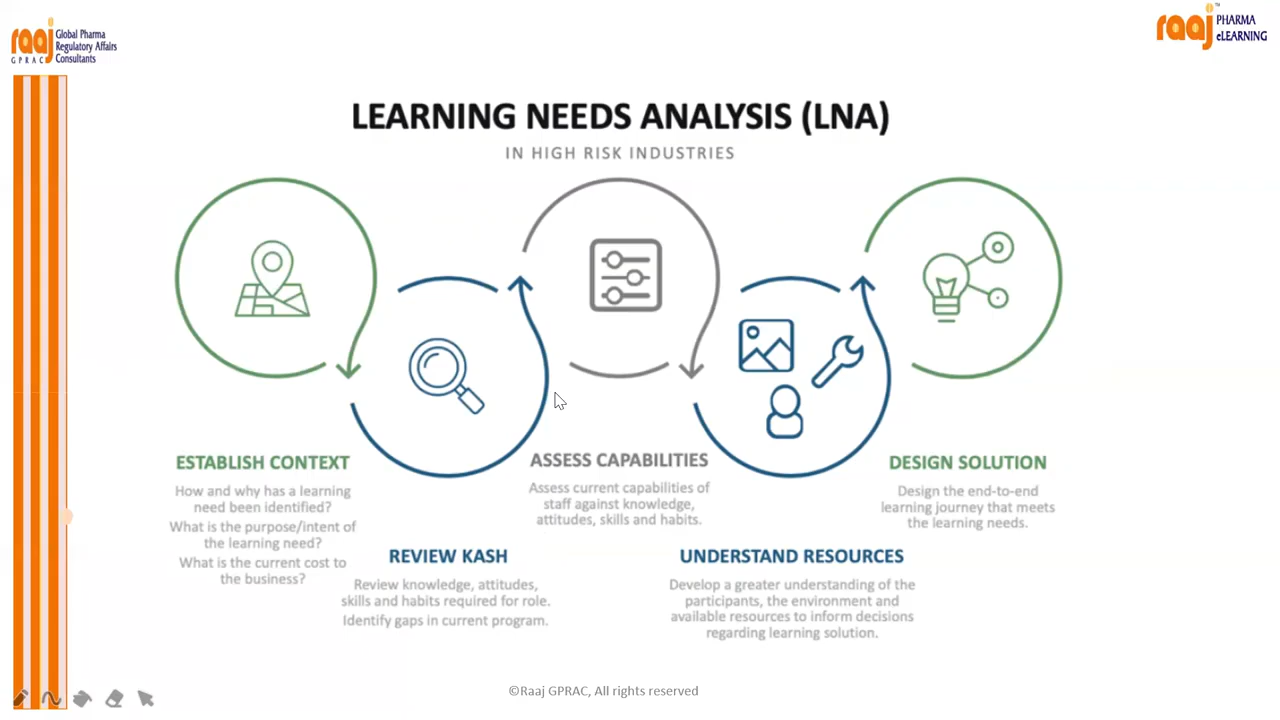 raaj
GPRAC
Global Pharma
Regulatory Affairs
Consultants
raaj
TM
PHARMA
eLEARNING
LEARNING NEEDS ANALYSIS (LNA)
IN HIGH RISK INDUSTRIES
ESTABLISH CONTEXT
How and why has a learning
need been identified?
What is the purpose/intent of
the learning need?
What is the current cost to
the business?
REVIEW KASH
Review knowledge, attitudes,
skills and habits required for role.
Identify gaps in current program.
ASSESS CAPABILITIES
Assess current capabilities of
staff against knowledge,
attitudes, skills and habits.
UNDERSTAND RESOURCES
Develop a greater understanding of the
participants, the environment and
available resources to inform decisions
regarding learning solution.
DESIGN SOLUTION
Design the end-to-end
learning journey that meets
the learning needs.
©Raaj GPRAC, All rights reserved